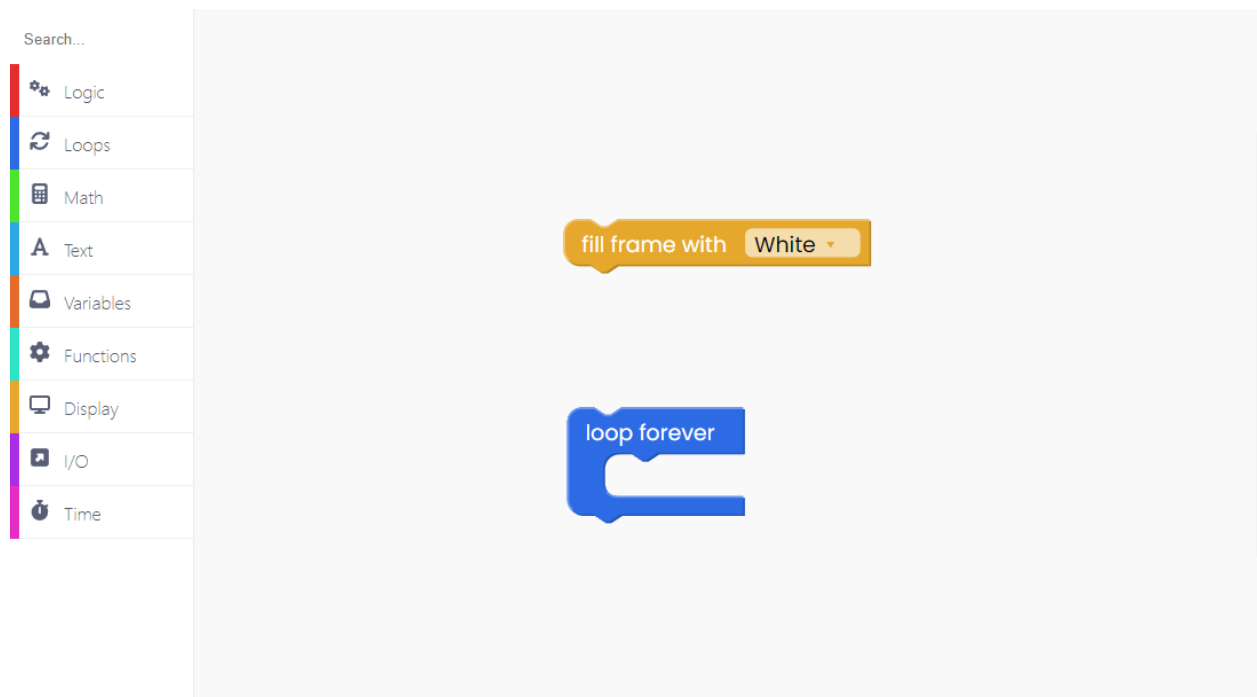 Search...
Logic
Loops
Math
Text
Variables
Functions
Display
I/O
Time
fill frame with White
loop forever